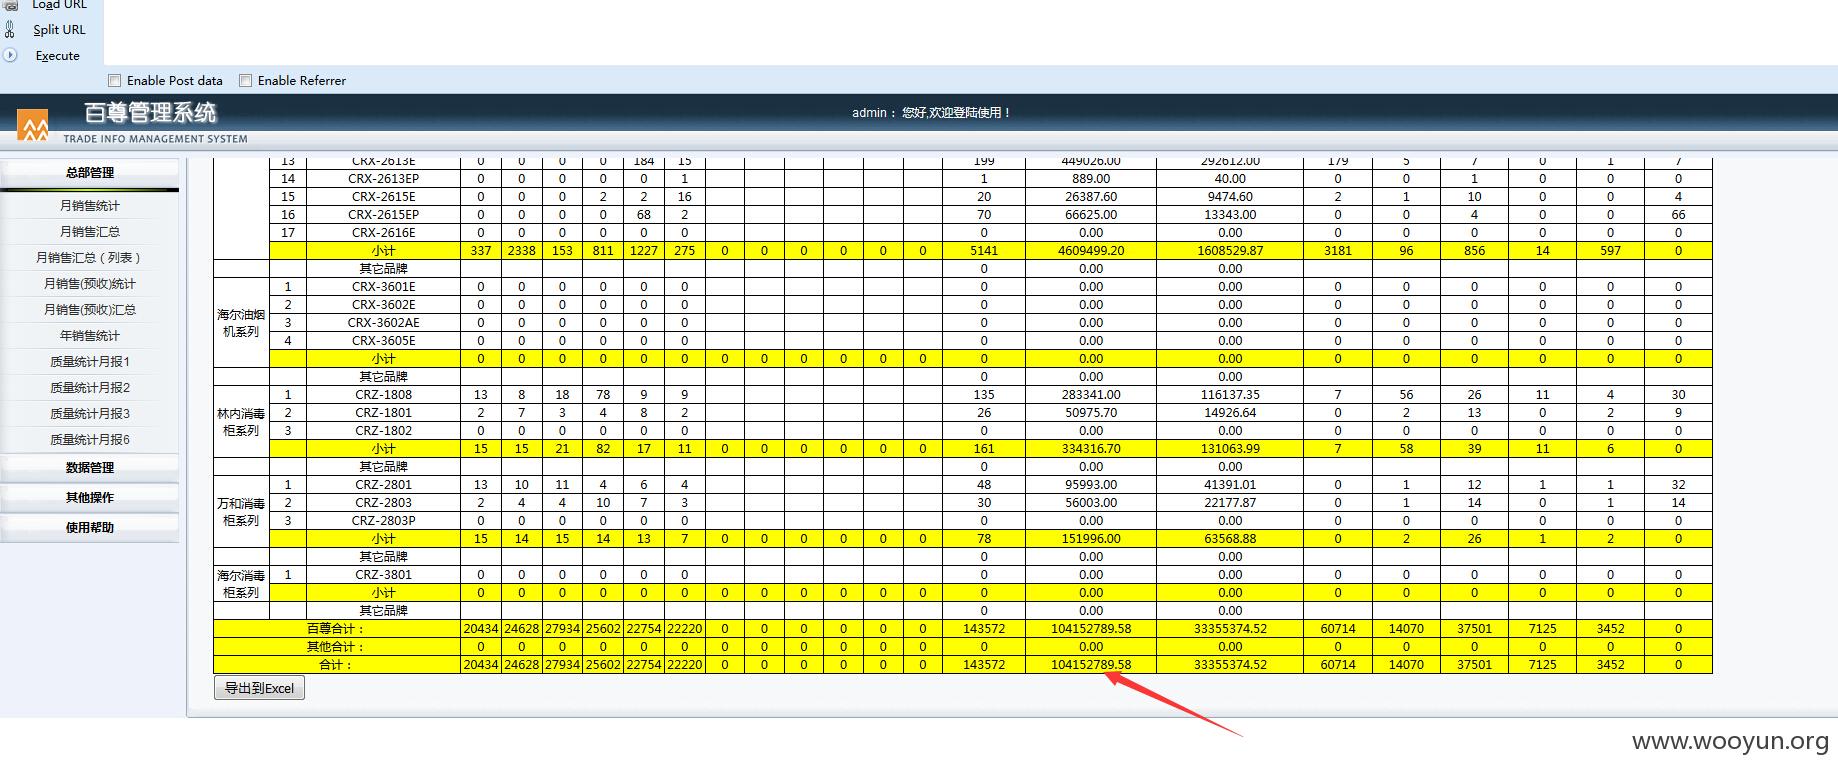 Load URL
Split URL
Execute
Enable Post data Enable Referrer
百尊管理系统
admin： 您好,欢迎登陆使用！
TRADE INFO MANAGEMENT SYSTEM
总部管理
月销售统计
月销售汇总
月销售汇总（列表）
月销售(预收)统计
月销售(预收)汇总
年销售统计
质量统计月报1
质量统计月报2
质量统计月报3
质量统计月报6
数据管理
其他操作
使用帮助
13 CRX-2613E 0 0 0 0 184 15 199 449026.00 292612.00 179 5 7 0 1 7
14 CRX-2613EP 0 0 0 0 0 1 1 889.00 40.00 0 0 1 0 0 0
15 CRX-2615E 0 0 0 2 2 16 20 26387.60 9474.60 2 1 10 0 0 4
16 CRX-2615EP 0 0 0 0 68 2 70 66625.00 13343.00 0 0 4 0 0 66
17 CRX-2616E 0 0 0 0 0 0 0 0.00 0.00 0 0 0 0 0 0
小计 337 2338 153 811 1227 275 0 0 0 0 0 0 5141 4609499.20 1608529.87 3181 96 856 14 597 0
其它品牌 0 0.00 0.00
海尔油烟机系列
1 CRX-3601E 0 0 0 0 0 0 0 0.00 0.00 0 0 0 0 0 0
2 CRX-3602E 0 0 0 0 0 0 0 0.00 0.00 0 0 0 0 0 0
3 CRX-3602AE 0 0 0 0 0 0 0 0.00 0.00 0 0 0 0 0 0
4 CRX-3605E 0 0 0 0 0 0 0 0.00 0.00 0 0 0 0 0 0
小计 0 0 0 0 0 0 0 0 0 0 0 0 0 0.00 0.00 0 0 0 0 0 0
其它品牌 0 0.00 0.00
林内消毒柜系列
1 CRZ-1808 13 8 18 78 9 9 135 283341.00 116137.35 7 56 26 11 4 30
2 CRZ-1801 2 7 3 4 8 2 26 50975.70 14926.64 0 2 13 0 2 9
3 CRZ-1802 0 0 0 0 0 0 0 0.00 0.00 0 0 0 0 0 0
小计 15 15 21 82 17 11 0 0 0 0 0 0 161 334316.70 131063.99 7 58 39 11 6 0
其它品牌 0 0.00 0.00
万和消毒柜系列
1 CRZ-2801 13 10 11 4 6 4 48 95993.00 41391.01 0 1 12 1 1 32
2 CRZ-2803 2 4 4 10 7 3 30 56003.00 22177.87 0 1 14 0 1 14
3 CRZ-2803P 0 0 0 0 0 0 0 0.00 0.00 0 0 0 0 0 0
小计 15 14 15 14 13 7 0 0 0 0 0 0 78 151996.00 63568.88 0 2 26 1 2 0
其它品牌 0 0.00 0.00
海尔消毒柜系列
1 CRZ-3801 0 0 0 0 0 0 0 0.00 0.00 0 0 0 0 0 0
小计 0 0 0 0 0 0 0 0 0 0 0 0 0 0.00 0.00 0 0 0 0 0 0
其它品牌 0 0.00 0.00
百尊合计： 20434 24628 27934 25602 22754 22220 0 0 0 0 0 0 143572 104152789.58 33355374.52 60714 14070 37501 7125 3452 0
其他合计： 0 0 0 0 0 0 0 0 0 0 0 0 0 0.00 0.00 0 0 0 0 0 0
合计： 20434 24628 27934 25602 22754 22220 0 0 0 0 0 0 143572 104152789.58 33355374.52 60714 14070 37501 7125 3452 0
导出到Excel
www.wooyun.org